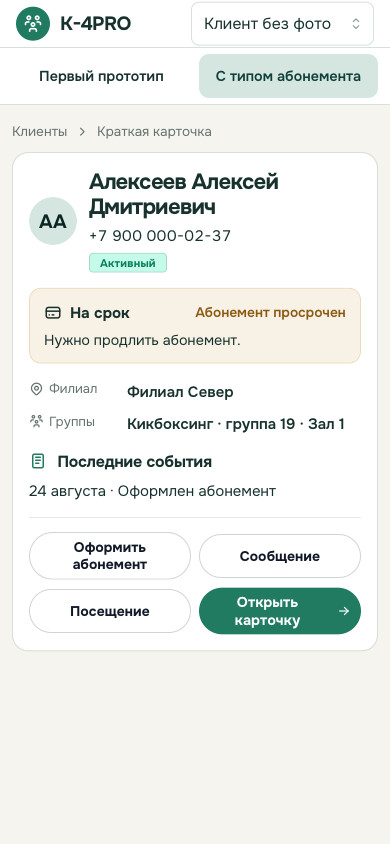 K-4PRO
Клиент без фото
Первый прототип
С типом абонемента
Клиенты
Краткая карточка
АА
Алексеев Алексей
Дмитриевич
+7 900 000-02-37
Активный
На срок
Абонемент просрочен
Нужно продлить абонемент.
Филиал
Филиал Север
Группы
Кикбоксинг · группа 19 · Зал 1
Последние события
24 августа · Оформлен абонемент
Оформить
абонемент
Сообщение
Посещение
Открыть
карточку